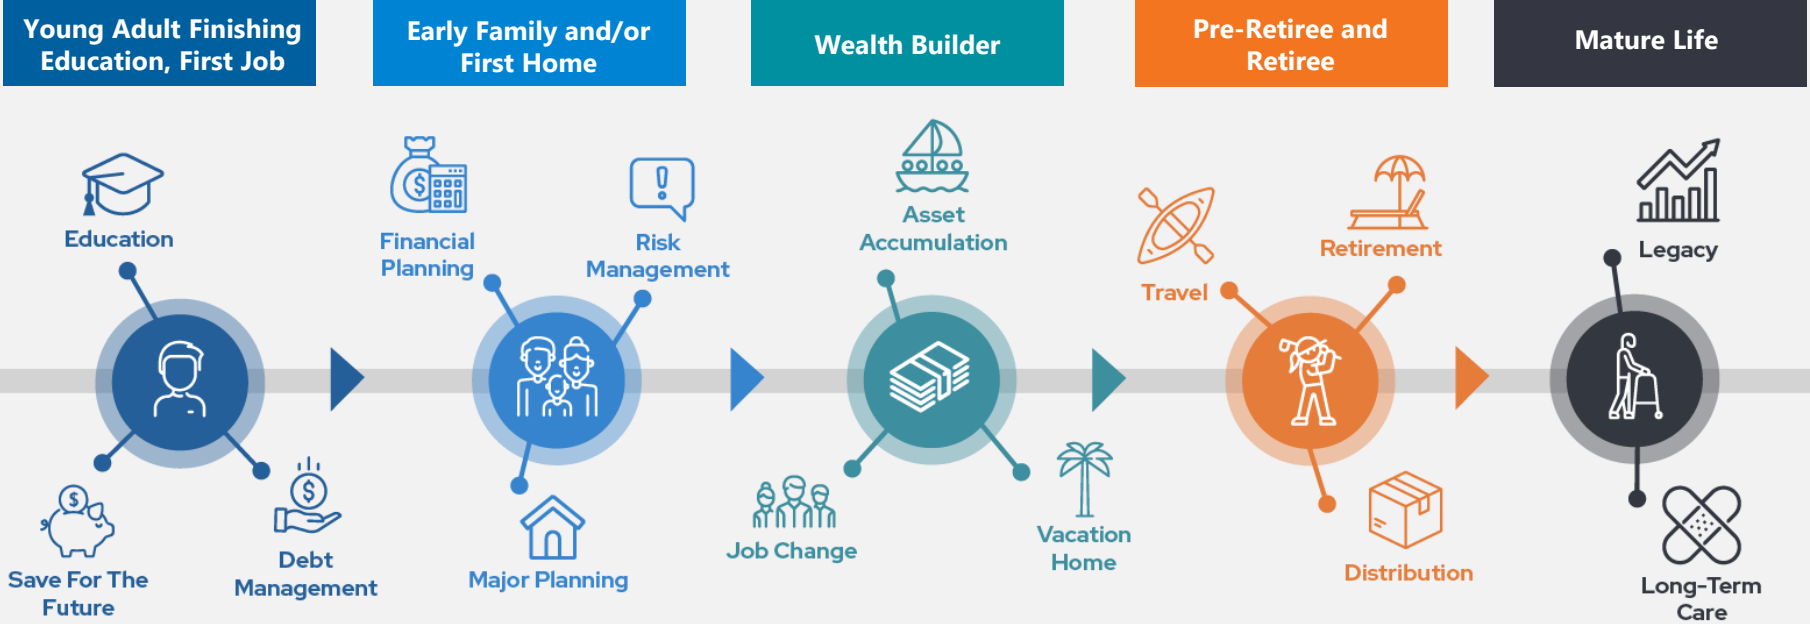 Young Adult Finishing
Education, First Job
Early Family and/or
First Home
Wealth Builder
Pre-Retiree and
Retiree
Mature Life
Education
$
Save For The
Future
$
Debt
Management
$
Financial
Planning
!
Risk
Management
Major Planning
Asset
Accumulation
1
Job Change
Vacation
Home
Travel
Retirement
Distribution
Legacy
Long-Term
Care